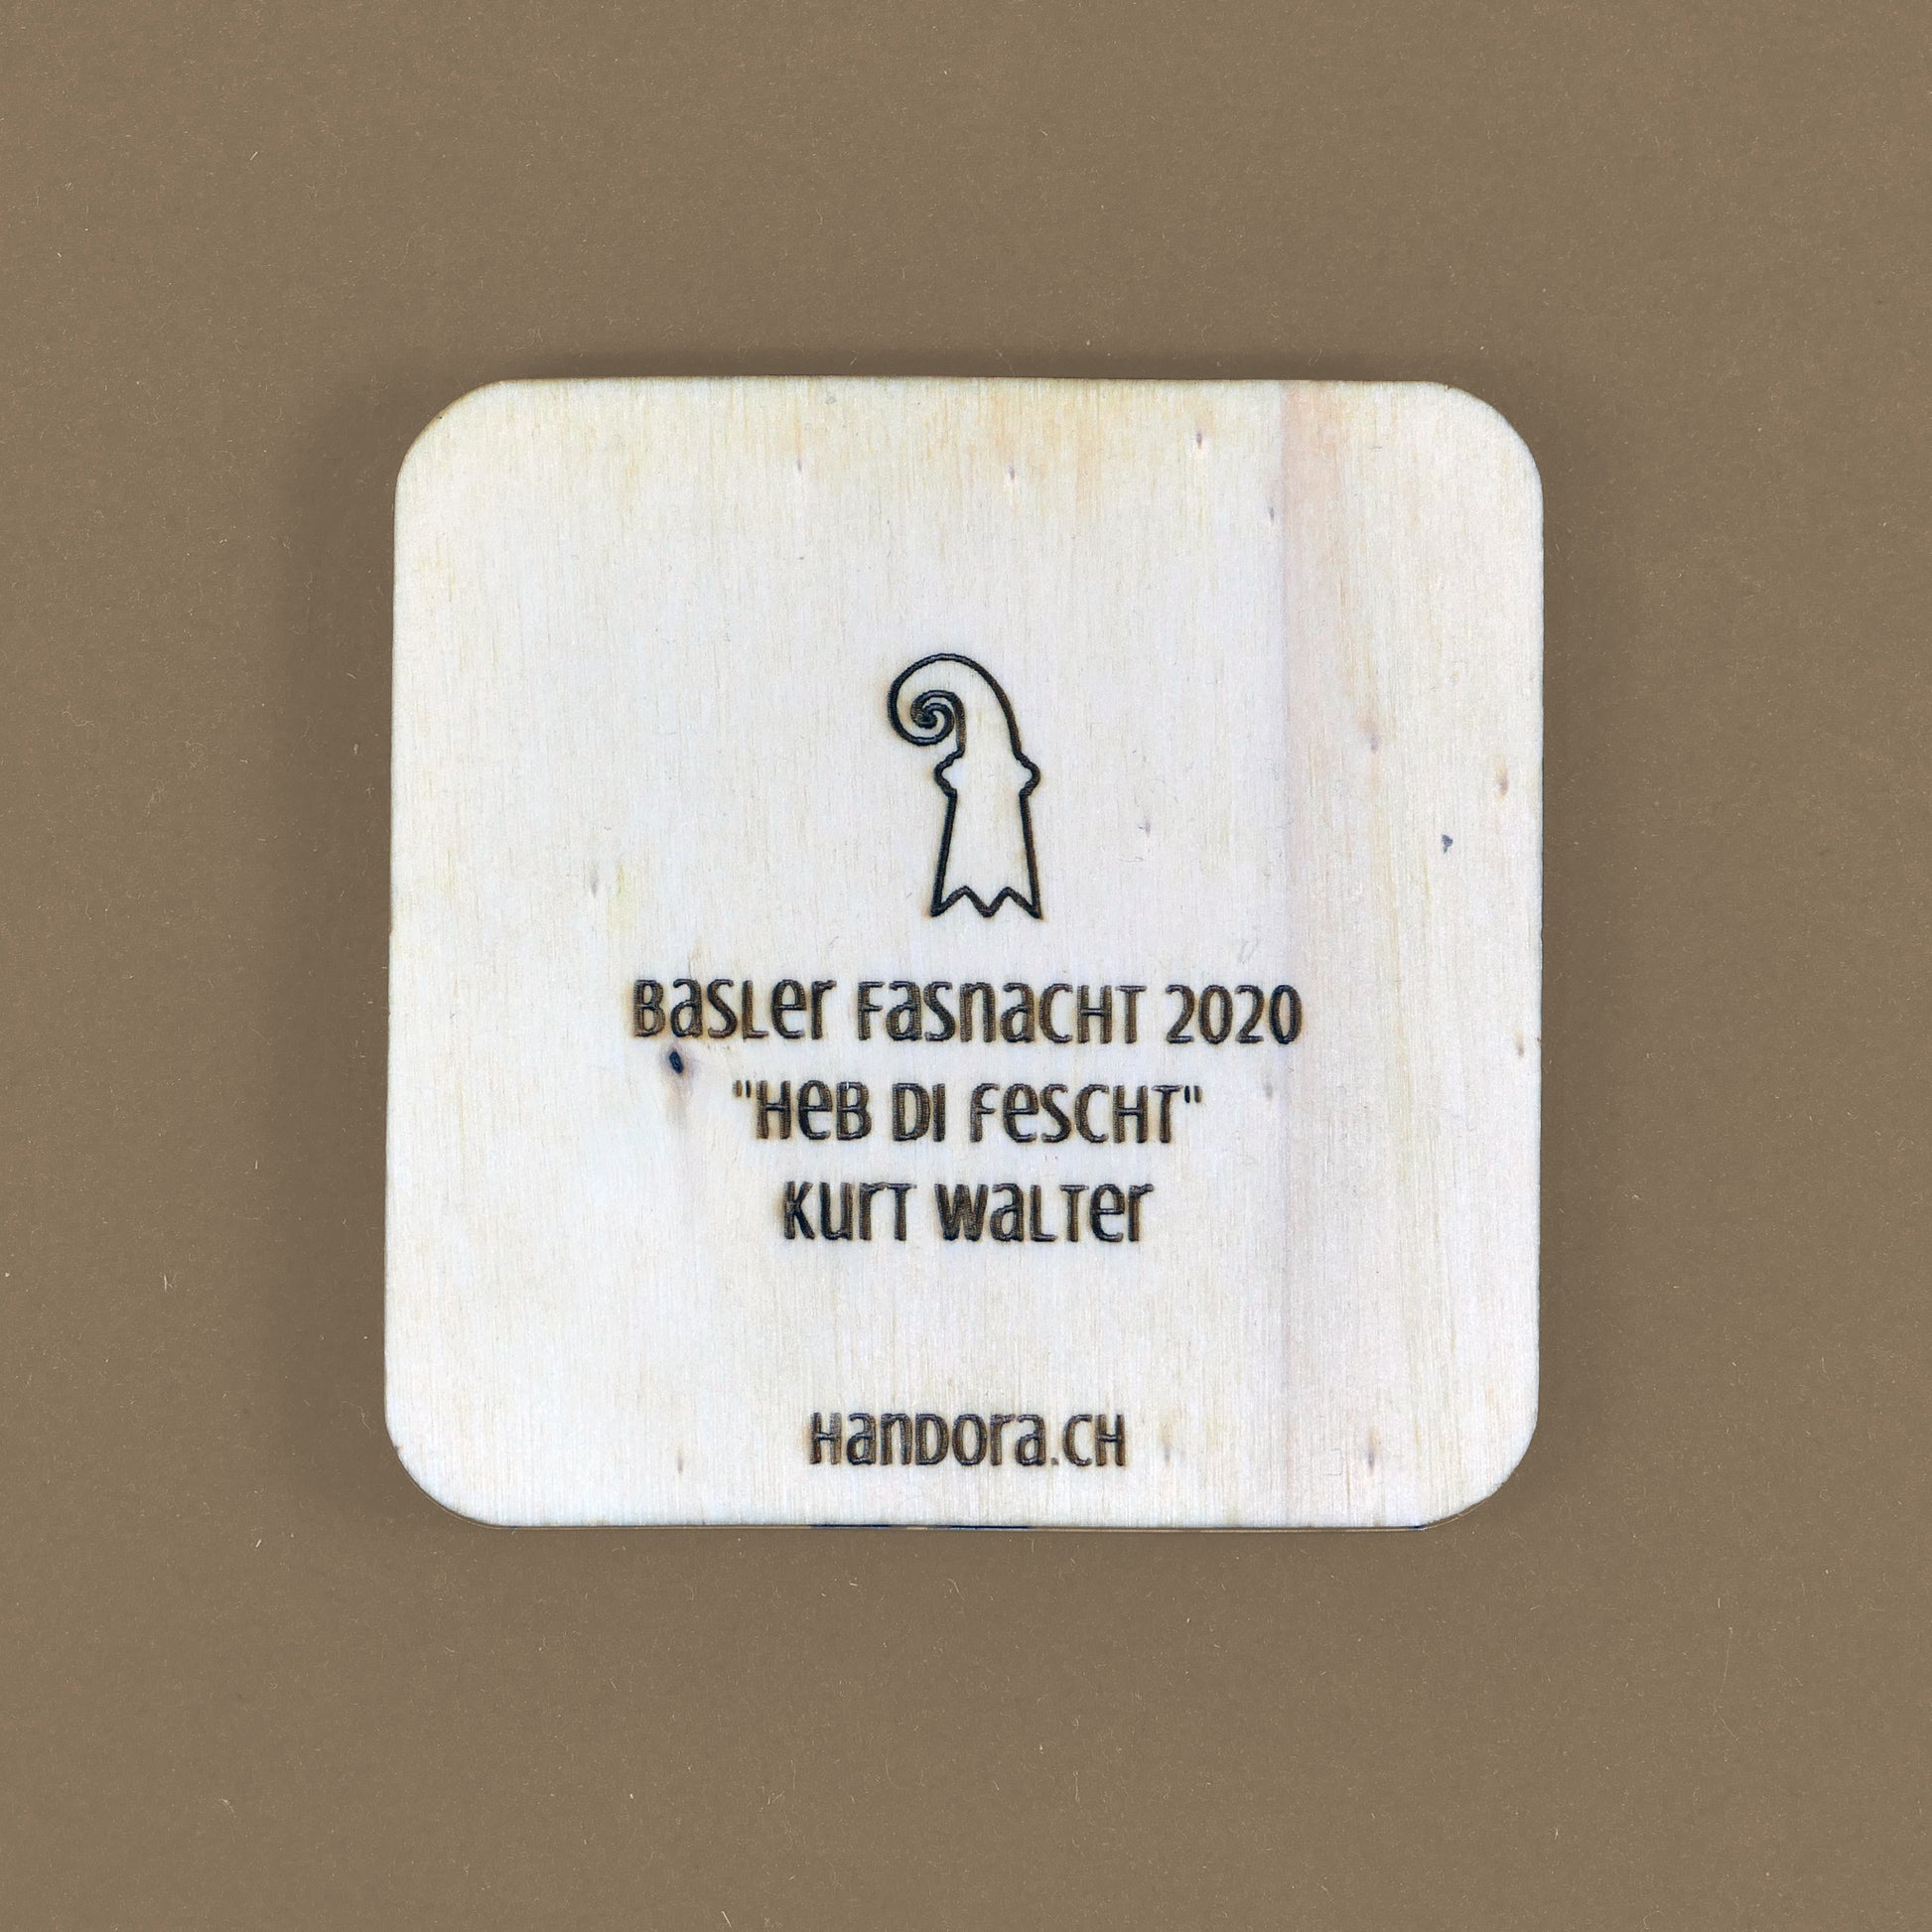 Basler Fasnacht 2020
"Heb di fescht"
Kurt Walter
Handora.ch